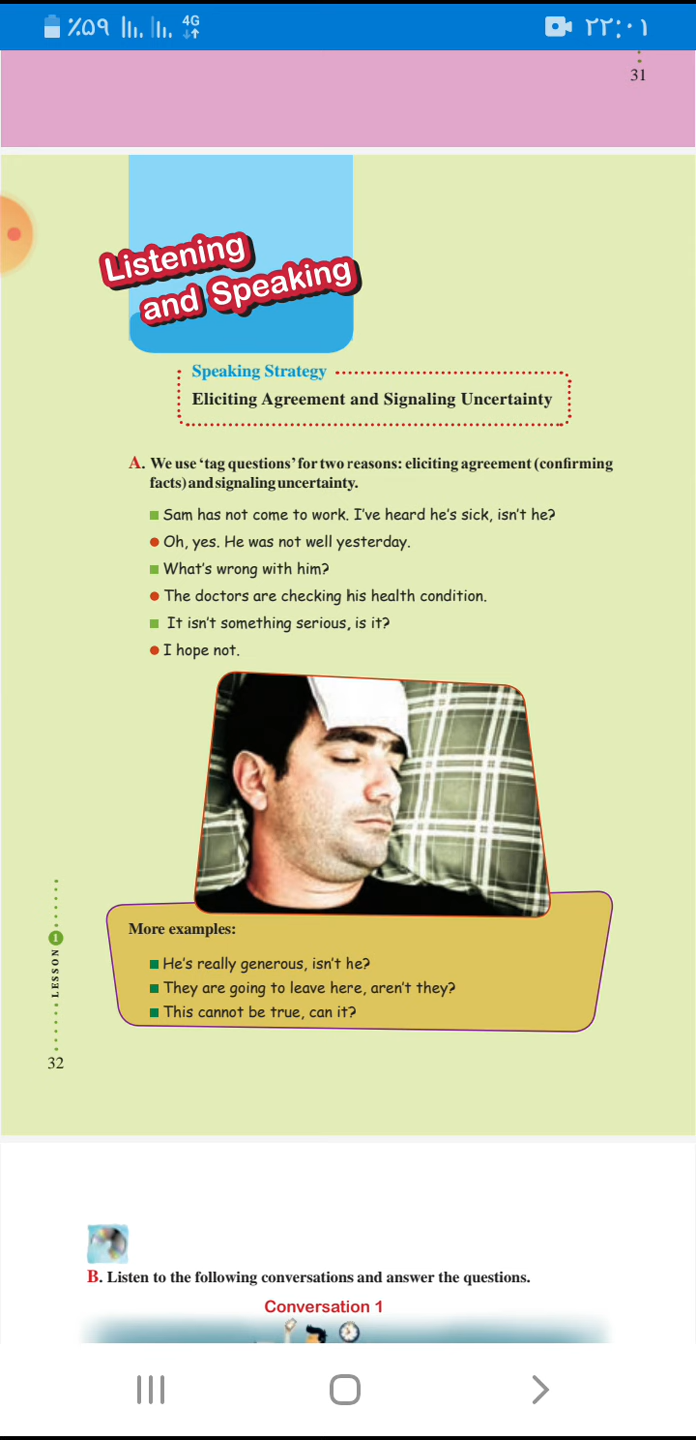 ٪۵۹ 4G ۲۲:۰۱
31
Listening
and Speaking
Speaking Strategy
Eliciting Agreement and Signaling Uncertainty
A. We use ‘tag questions’ for two reasons: eliciting agreement (confirming
facts) and signaling uncertainty.
Sam has not come to work. I’ve heard he’s sick, isn’t he?
Oh, yes. He was not well yesterday.
What’s wrong with him?
The doctors are checking his health condition.
It isn’t something serious, is it?
I hope not.
More examples:
He’s really generous, isn’t he?
They are going to leave here, aren’t they?
This cannot be true, can it?
LESSON 1
32
B. Listen to the following conversations and answer the questions.
Conversation 1